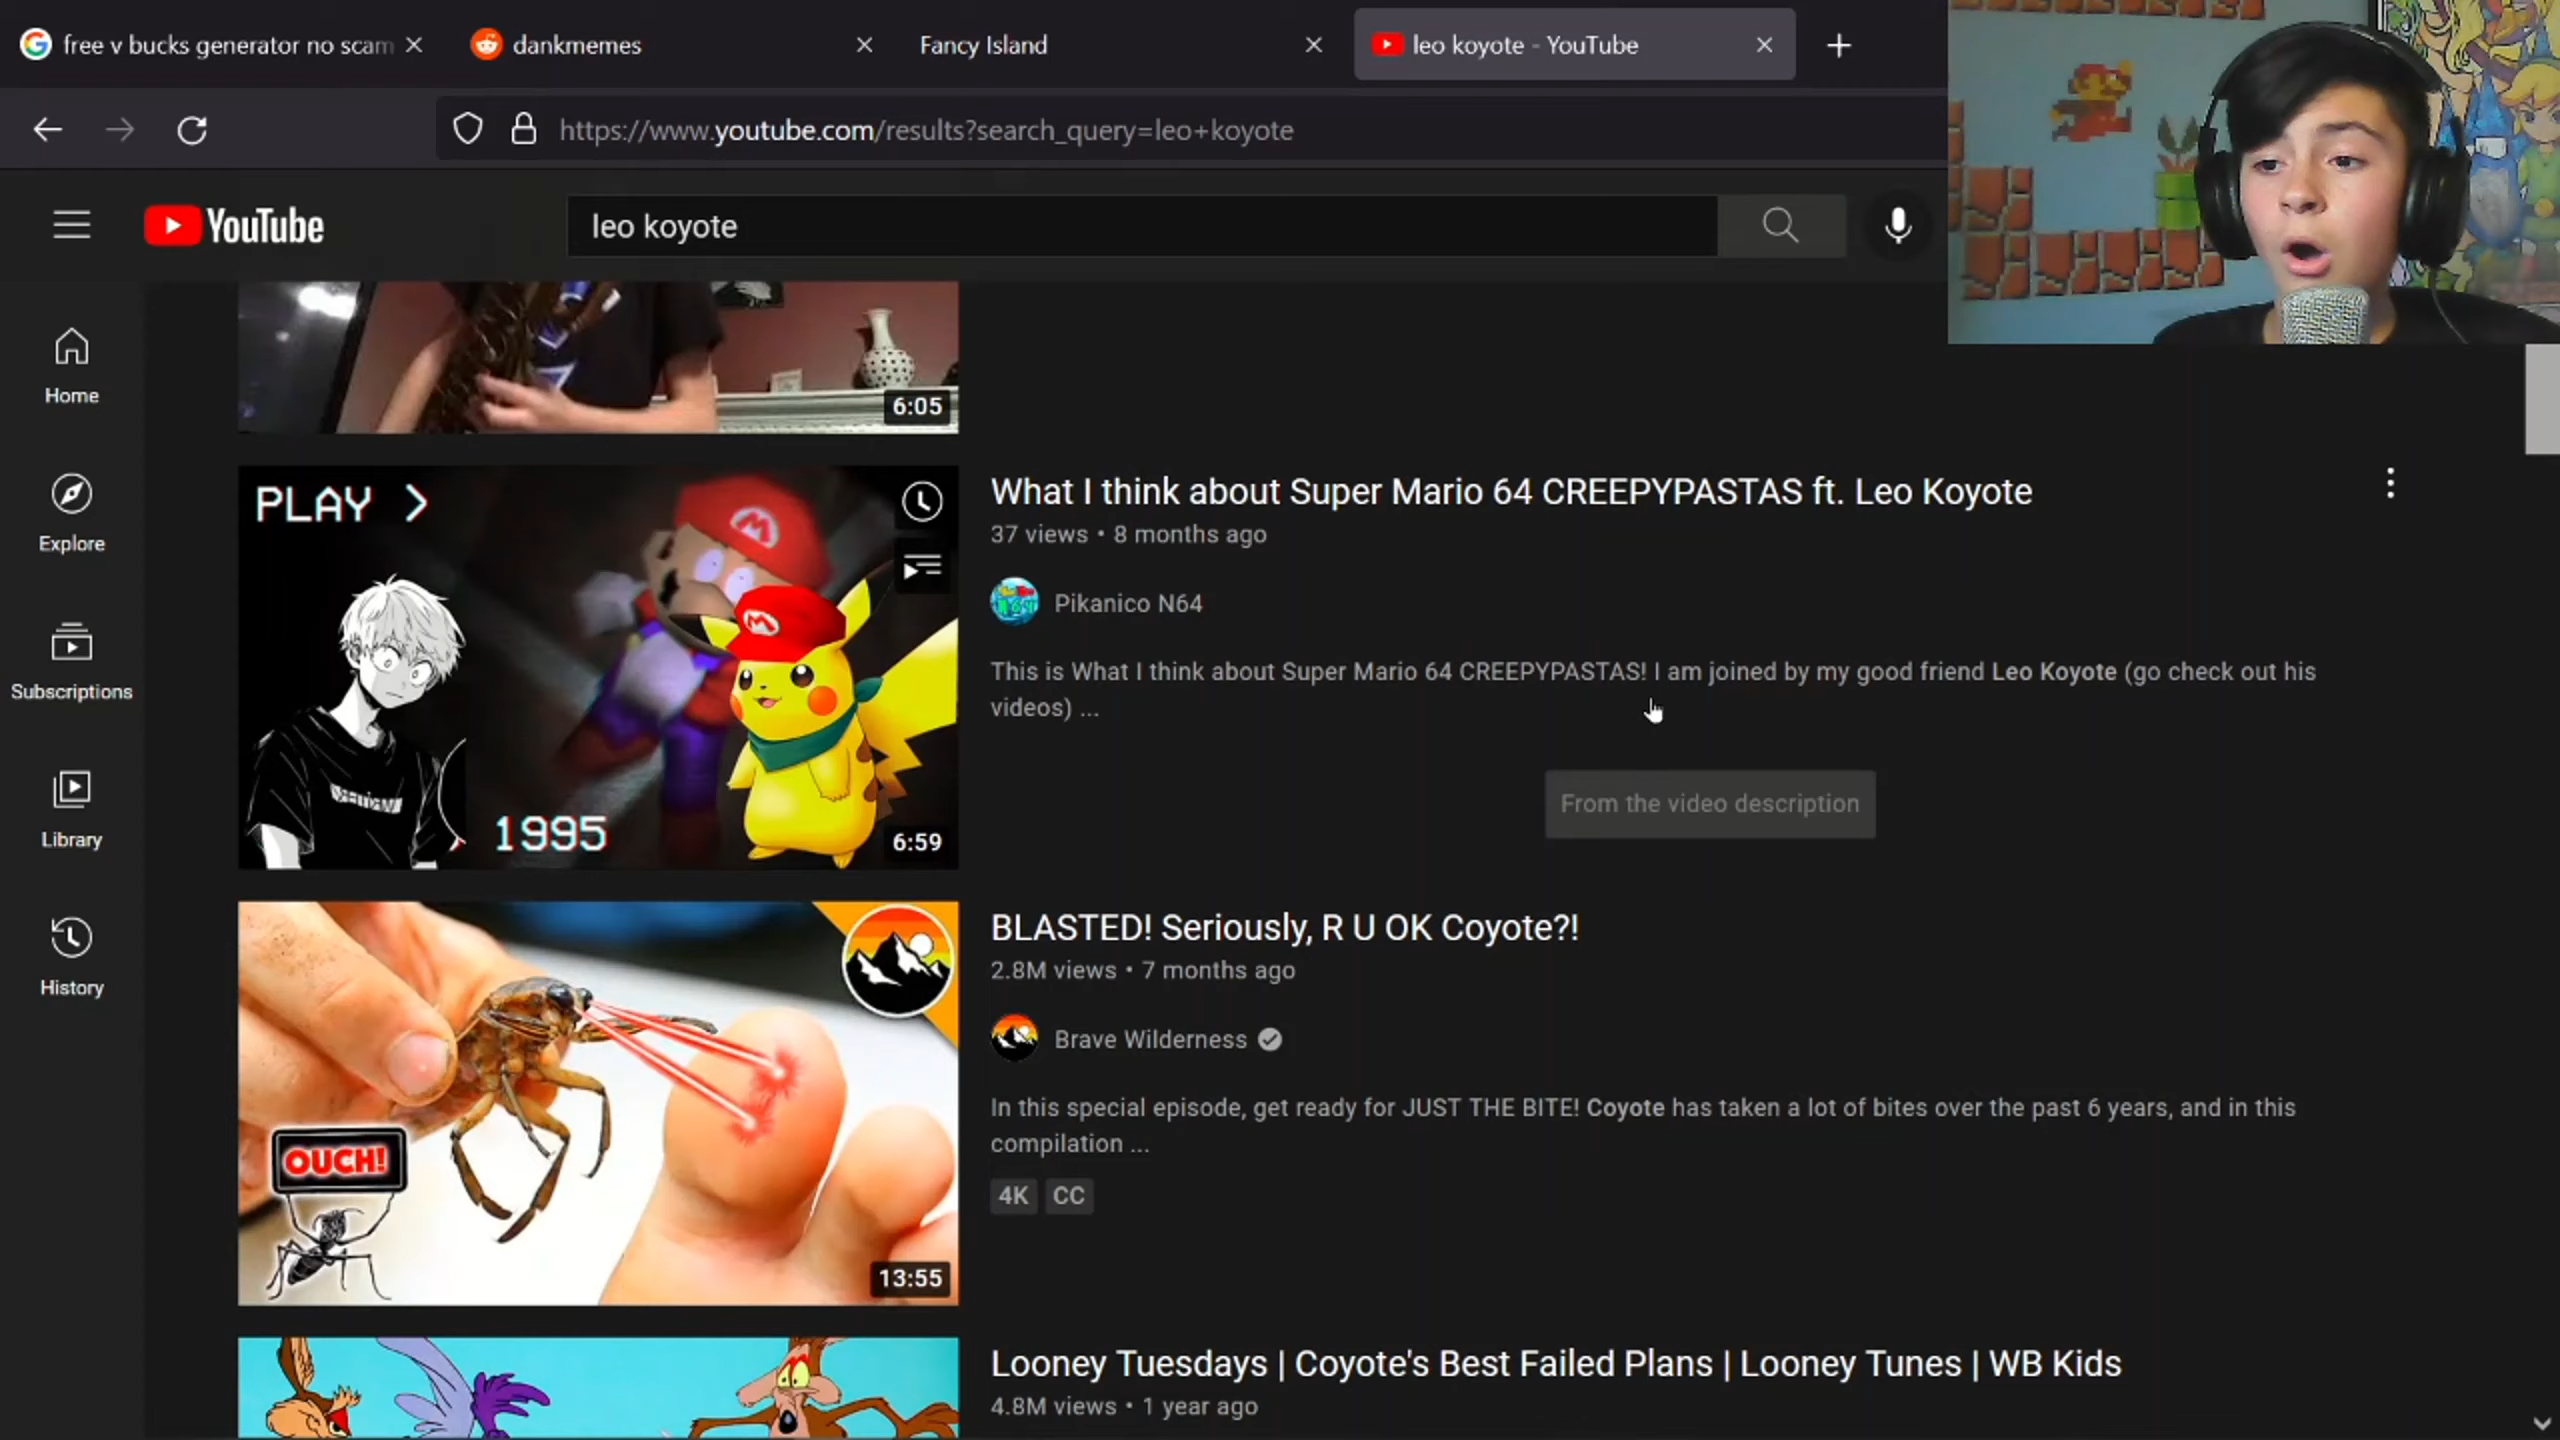 free v bucks generator no scam
dankmemes
Fancy Island
leo koyote - YouTube
https://www.youtube.com/results?search_query=leo+koyote
YouTube
leo koyote
Home
Explore
Subscriptions
Library
History
6:05
PLAY >
1995
6:59
What I think about Super Mario 64 CREEPYPASTAS ft. Leo Koyote
37 views • 8 months ago
Pikanico N64
This is What I think about Super Mario 64 CREEPYPASTAS! I am joined by my good friend Leo Koyote (go check out his
videos) ...
From the video description
OUCH!
13:55
BLASTED! Seriously, R U OK Coyote?!
2.8M views • 7 months ago
Brave Wilderness
In this special episode, get ready for JUST THE BITE! Coyote has taken a lot of bites over the past 6 years, and in this
compilation ...
4K CC
Looney Tuesdays | Coyote's Best Failed Plans | Looney Tunes | WB Kids
4.8M views • 1 year ago